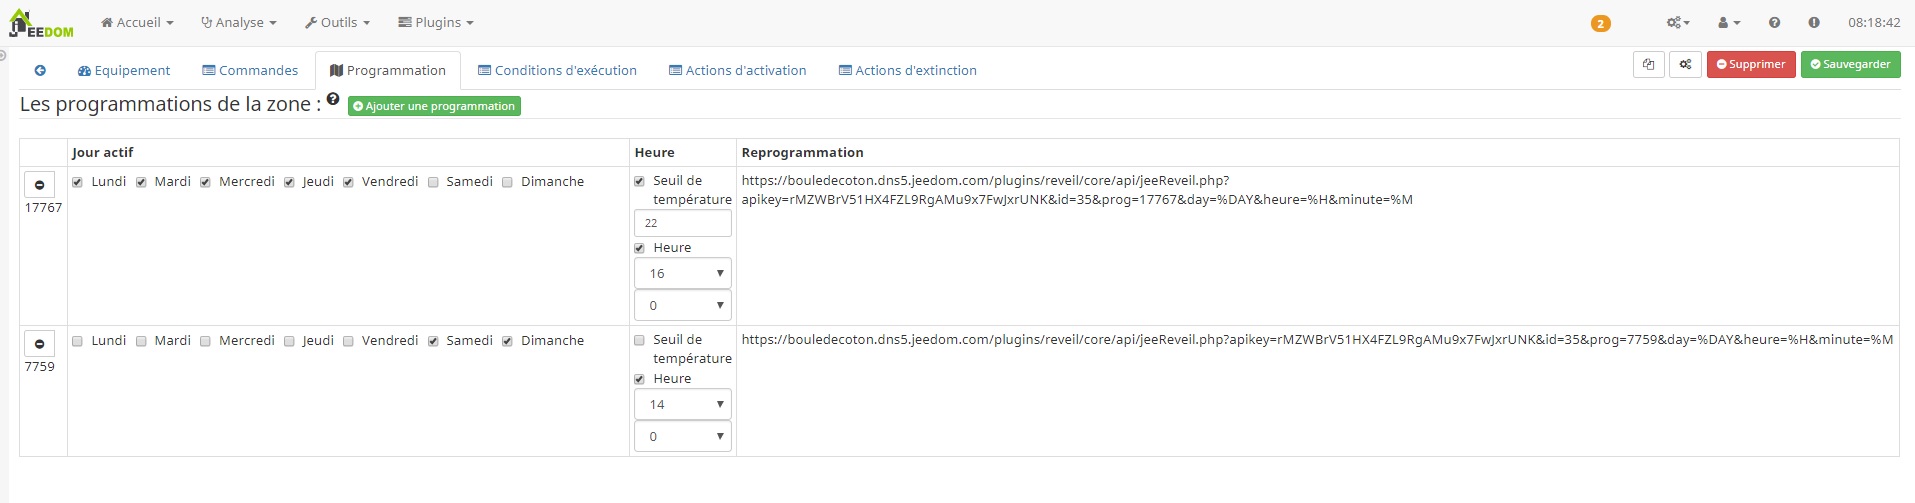 JEEDOM
Accueil
Analyse
Outils
Plugins
2
08:18:42
Equipement
Commandes
Programmation
Conditions d'exécution
Actions d'activation
Actions d'extinction
Supprimer
Sauvegarder
Les programmations de la zone :
Ajouter une programmation
Jour actif
Heure
Reprogrammation
17767
Lundi Mardi Mercredi Jeudi Vendredi Samedi Dimanche
Seuil de
température
22
Heure
16
0
https://bouledecoton.dns5.jeedom.com/plugins/reveil/core/api/jeeReveil.php?
apikey=rMZWBrV51HX4FZL9RgAMu9x7FwJxrUNK&id=35&prog=17767&day=%DAY&heure=%H&minute=%M
7759
Lundi Mardi Mercredi Jeudi Vendredi Samedi Dimanche
Seuil de
température
Heure
14
0
https://bouledecoton.dns5.jeedom.com/plugins/reveil/core/api/jeeReveil.php?apikey=rMZWBrV51HX4FZL9RgAMu9x7FwJxrUNK&id=35&prog=7759&day=%DAY&heure=%H&minute=%M